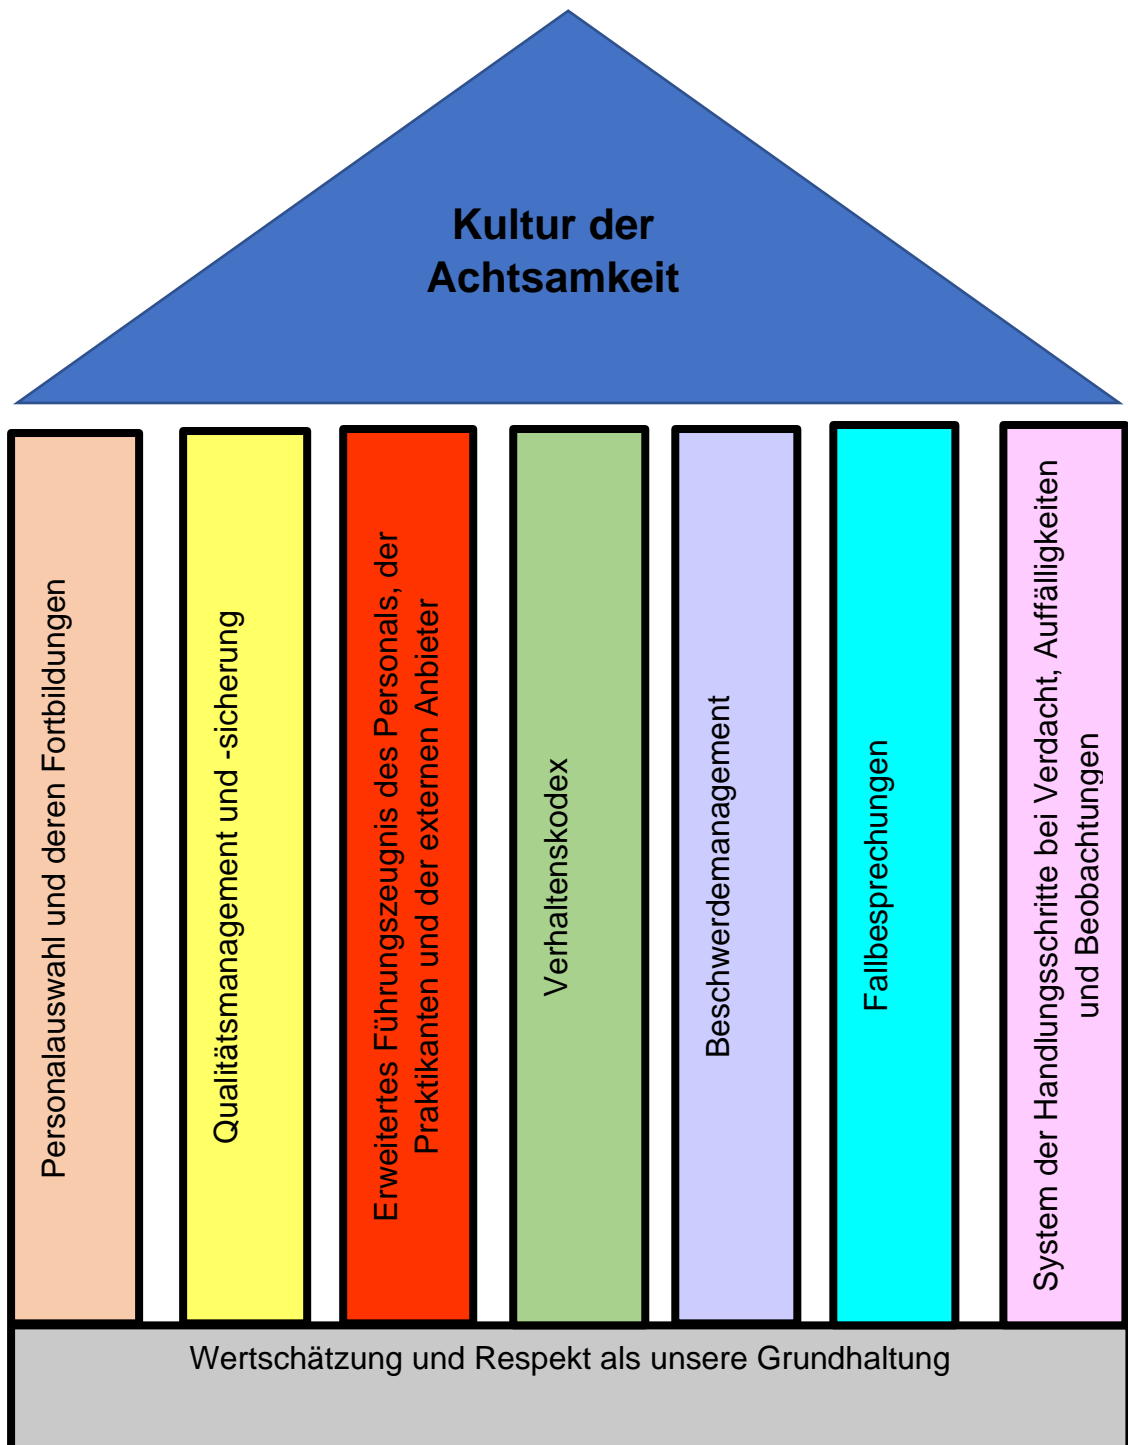 Kultur der
Achtsamkeit
Personalauswahl und deren Fortbildungen
Qualitätsmanagement und -sicherung
Erweitertes Führungszeugnis des Personals, der
Praktikanten und der externen Anbieter
Verhaltenskodex
Beschwerdemanagement
Fallbesprechungen
System der Handlungsschritte bei Verdacht, Auffälligkeiten
und Beobachtungen
Wertschätzung und Respekt als unsere Grundhaltung